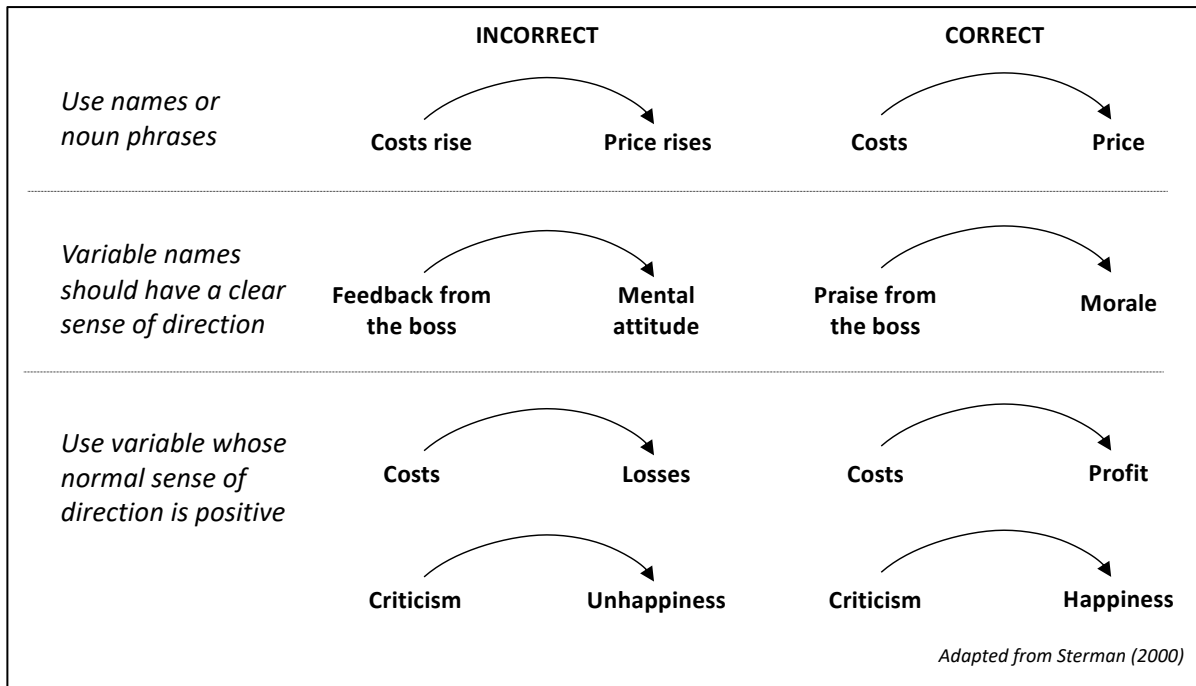 INCORRECT
CORRECT
Use names or
noun phrases
Costs rise
Price rises
Costs
Price
Variable names
should have a clear
sense of direction
Feedback from
the boss
Mental
attitude
Praise from
the boss
Morale
Use variable whose
normal sense of
direction is positive
Costs
Losses
Costs
Profit
Criticism
Unhappiness
Criticism
Happiness
Adapted from Sterman (2000)